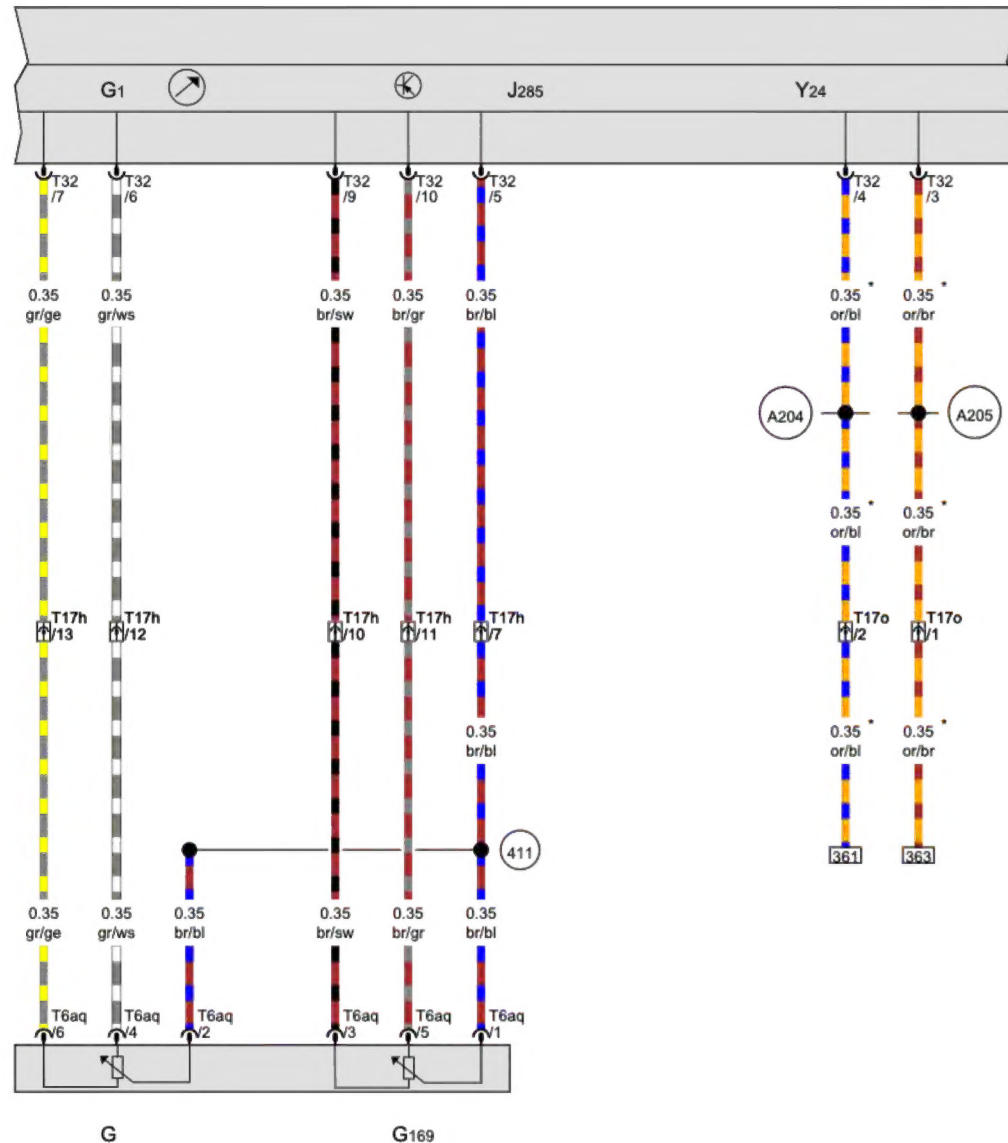 G1 J285 Y24
T32 T32 T32 T32 T32 T32 T32
/7 /6 /9 /10 /5 /4 /3
0.35 0.35 0.35 0.35 0.35 0.35 * 0.35 *
gr/ge gr/ws br/sw br/gr br/bl or/bl or/br
A204 A205
0.35 * 0.35 *
or/bl or/br
T17h T17h T17h T17h T17h T17o T17o
/13 /12 /10 /11 /7 /2 /1
0.35 0.35 * 0.35 *
br/bl or/bl or/br
411 361 363
0.35 0.35 0.35 0.35 0.35 0.35
gr/ge gr/ws br/bl br/sw br/gr br/bl
T6aq T6aq T6aq T6aq T6aq T6aq
/6 /4 /2 /3 /5 /1
G G169